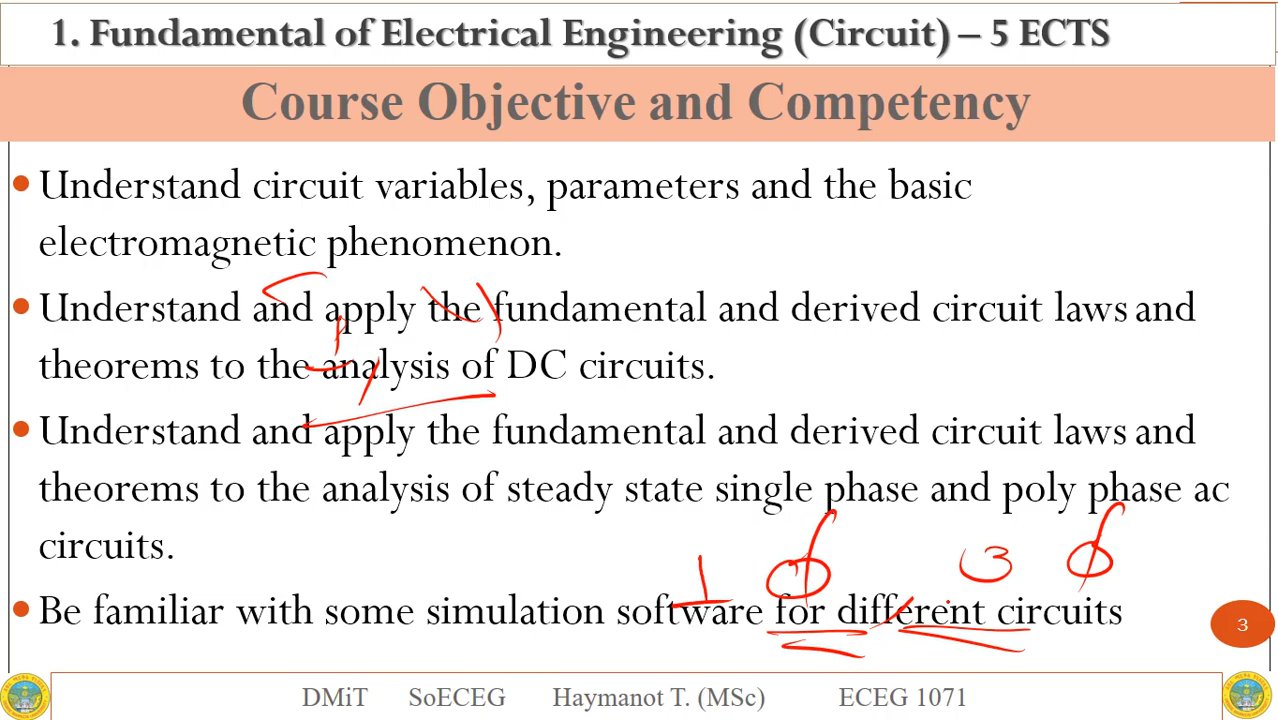 1. Fundamental of Electrical Engineering (Circuit) – 5 ECTS
Course Objective and Competency
• Understand circuit variables, parameters and the basic
electromagnetic phenomenon.
• Understand and apply the fundamental and derived circuit laws and
theorems to the analysis of DC circuits.
• Understand and apply the fundamental and derived circuit laws and
theorems to the analysis of steady state single phase and poly phase ac
circuits.
1 ϕ 3 ϕ
• Be familiar with some simulation software for different circuits
3
DMiT SoECEG Haymanot T. (MSc) ECEG 1071